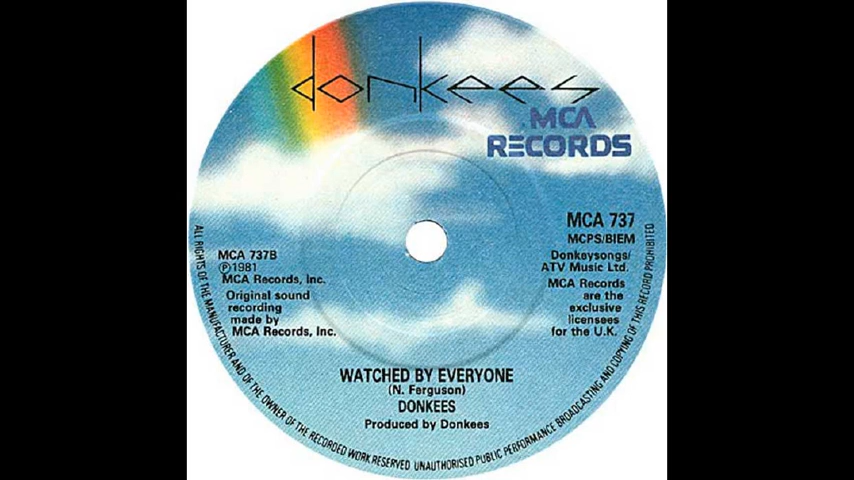 donkees
MCA
RECORDS
MCA 737
MCPS/BIEM
Donkeysongs/
ATV Music Ltd.
MCA Records
are the
exclusive
licensees
for the U.K.
MCA 737B
Ⓟ1981
MCA Records, Inc.
Original sound
recording
made by
MCA Records, Inc.
WATCHED BY EVERYONE
(N. Ferguson)
DONKEES
Produced by Donkees
ALL RIGHTS OF THE MANUFACTURER AND OF THE OWNER OF THE RECORDED WORK RESERVED UNAUTHORISED PUBLIC PERFORMANCE BROADCASTING AND COPYING OF THIS RECORD PROHIBITED